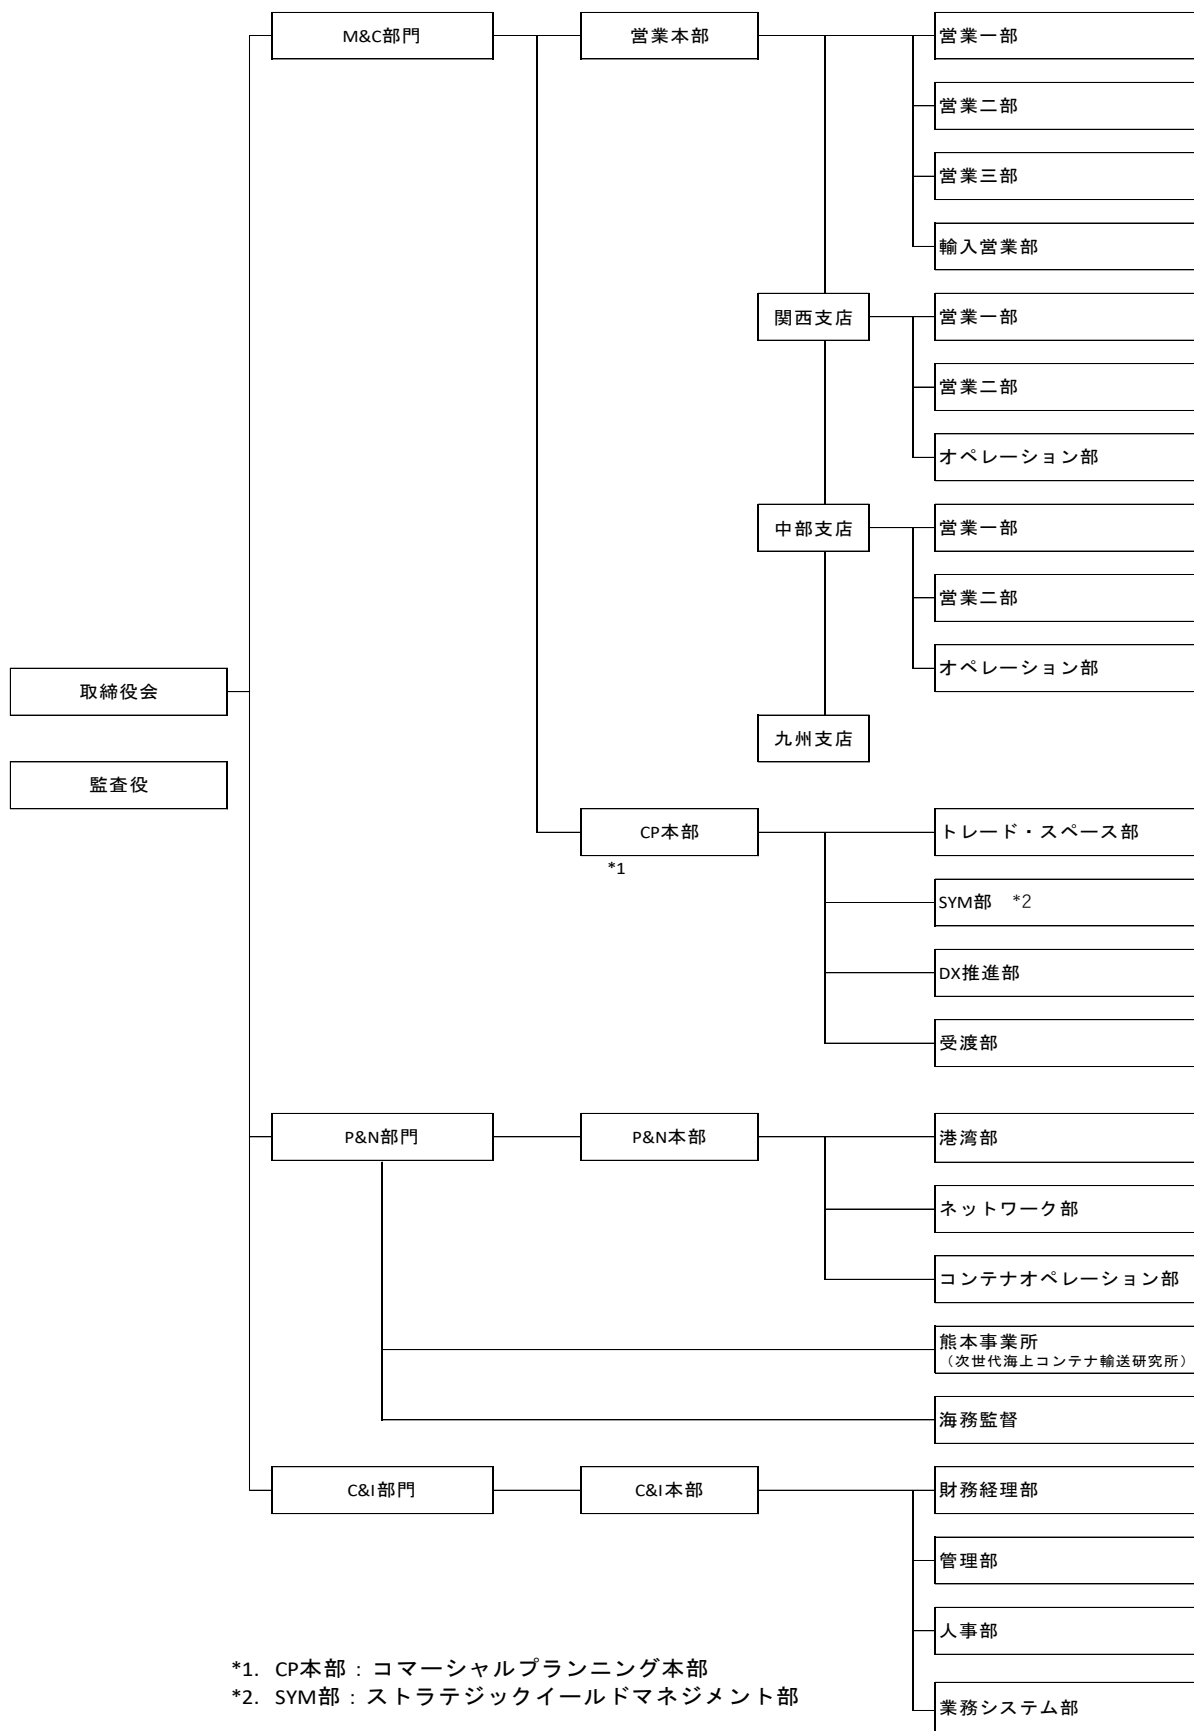 M&C部門
営業本部
営業一部
営業二部
営業三部
輸入営業部
関西支店
営業一部
営業二部
オペレーション部
中部支店
営業一部
営業二部
オペレーション部
取締役会
九州支店
監査役
CP本部
*1
トレード・スペース部
SYM部 *2
DX推進部
受渡部
P&N部門
P&N本部
港湾部
ネットワーク部
コンテナオペレーション部
熊本事業所
（次世代海上コンテナ輸送研究所）
海務監督
C&I部門
C&I本部
財務経理部
管理部
人事部
業務システム部
*1. CP本部：コマーシャルプランニング本部
*2. SYM部：ストラテジックイールドマネジメント部